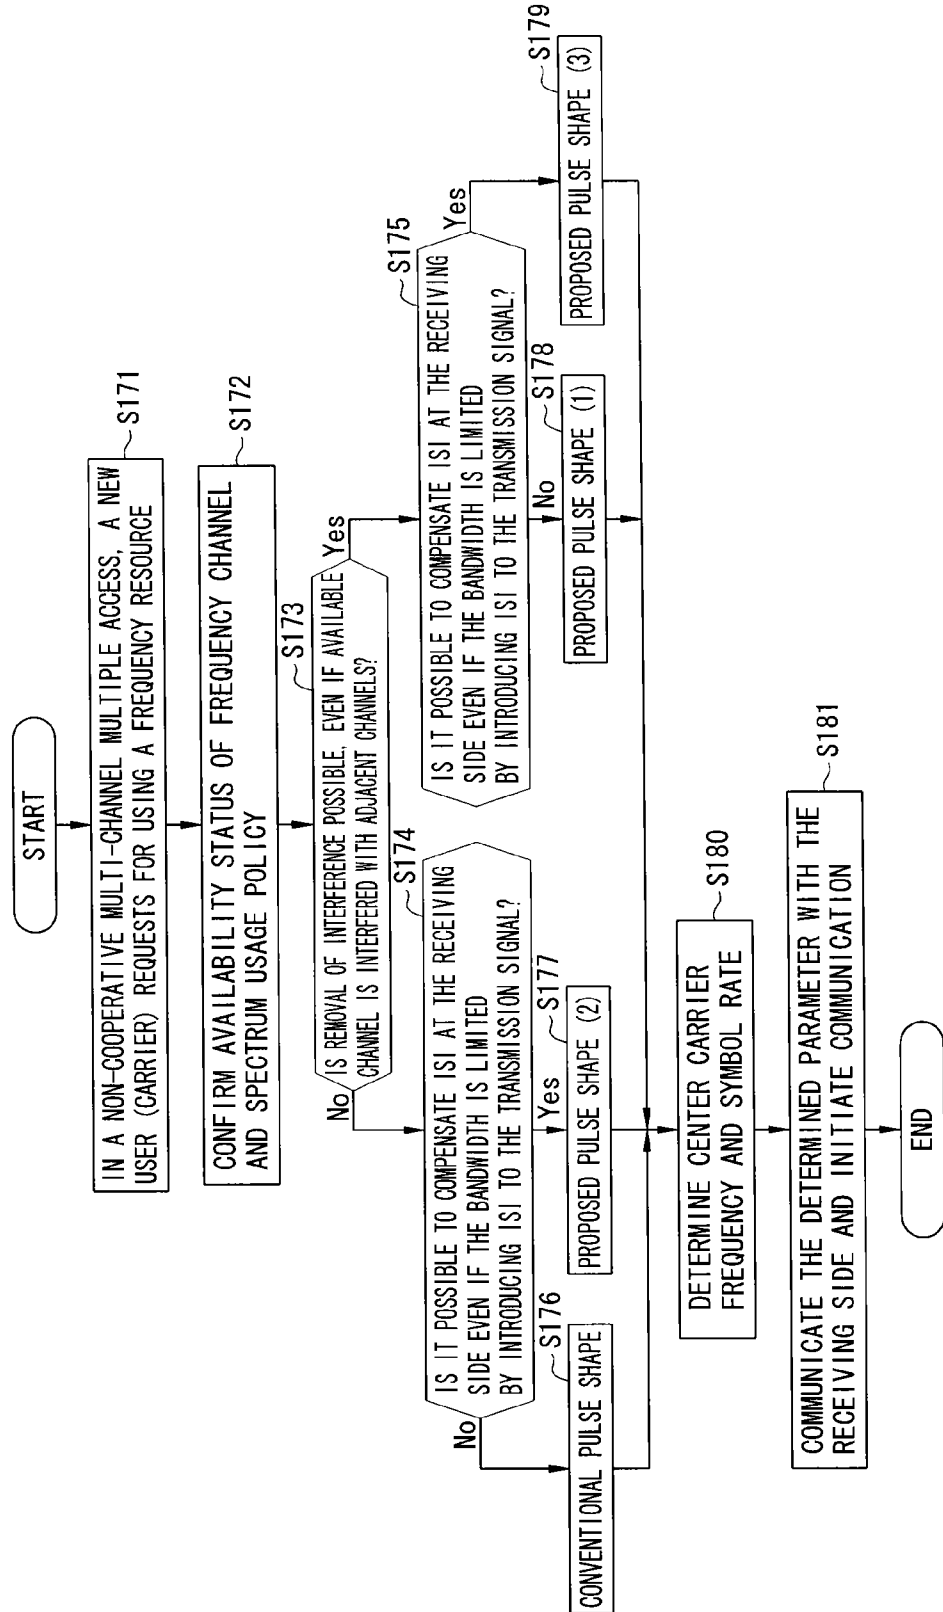 START
IN A NON-COOPERATIVE MULTI-CHANNEL MULTIPLE ACCESS, A NEW
USER (CARRIER) REQUESTS FOR USING A FREQUENCY RESOURCE
S171
CONFIRM AVAILABILITY STATUS OF FREQUENCY CHANNEL
AND SPECTRUM USAGE POLICY
S172
IS REMOVAL OF INTERFERENCE POSSIBLE, EVEN IF AVAILABLE
CHANNEL IS INTERFERED WITH ADJACENT CHANNELS?
S173
No
Yes
IS IT POSSIBLE TO COMPENSATE ISI AT THE RECEIVING
SIDE EVEN IF THE BANDWIDTH IS LIMITED
BY INTRODUCING ISI TO THE TRANSMISSION SIGNAL?
S174
No
Yes
IS IT POSSIBLE TO COMPENSATE ISI AT THE RECEIVING
SIDE EVEN IF THE BANDWIDTH IS LIMITED
BY INTRODUCING ISI TO THE TRANSMISSION SIGNAL?
S175
No
Yes
CONVENTIONAL PULSE SHAPE
S176
PROPOSED PULSE SHAPE (2)
S177
PROPOSED PULSE SHAPE (1)
S178
PROPOSED PULSE SHAPE (3)
S179
DETERMINE CENTER CARRIER
FREQUENCY AND SYMBOL RATE
S180
COMMUNICATE THE DETERMINED PARAMETER WITH THE
RECEIVING SIDE AND INITIATE COMMUNICATION
S181
END